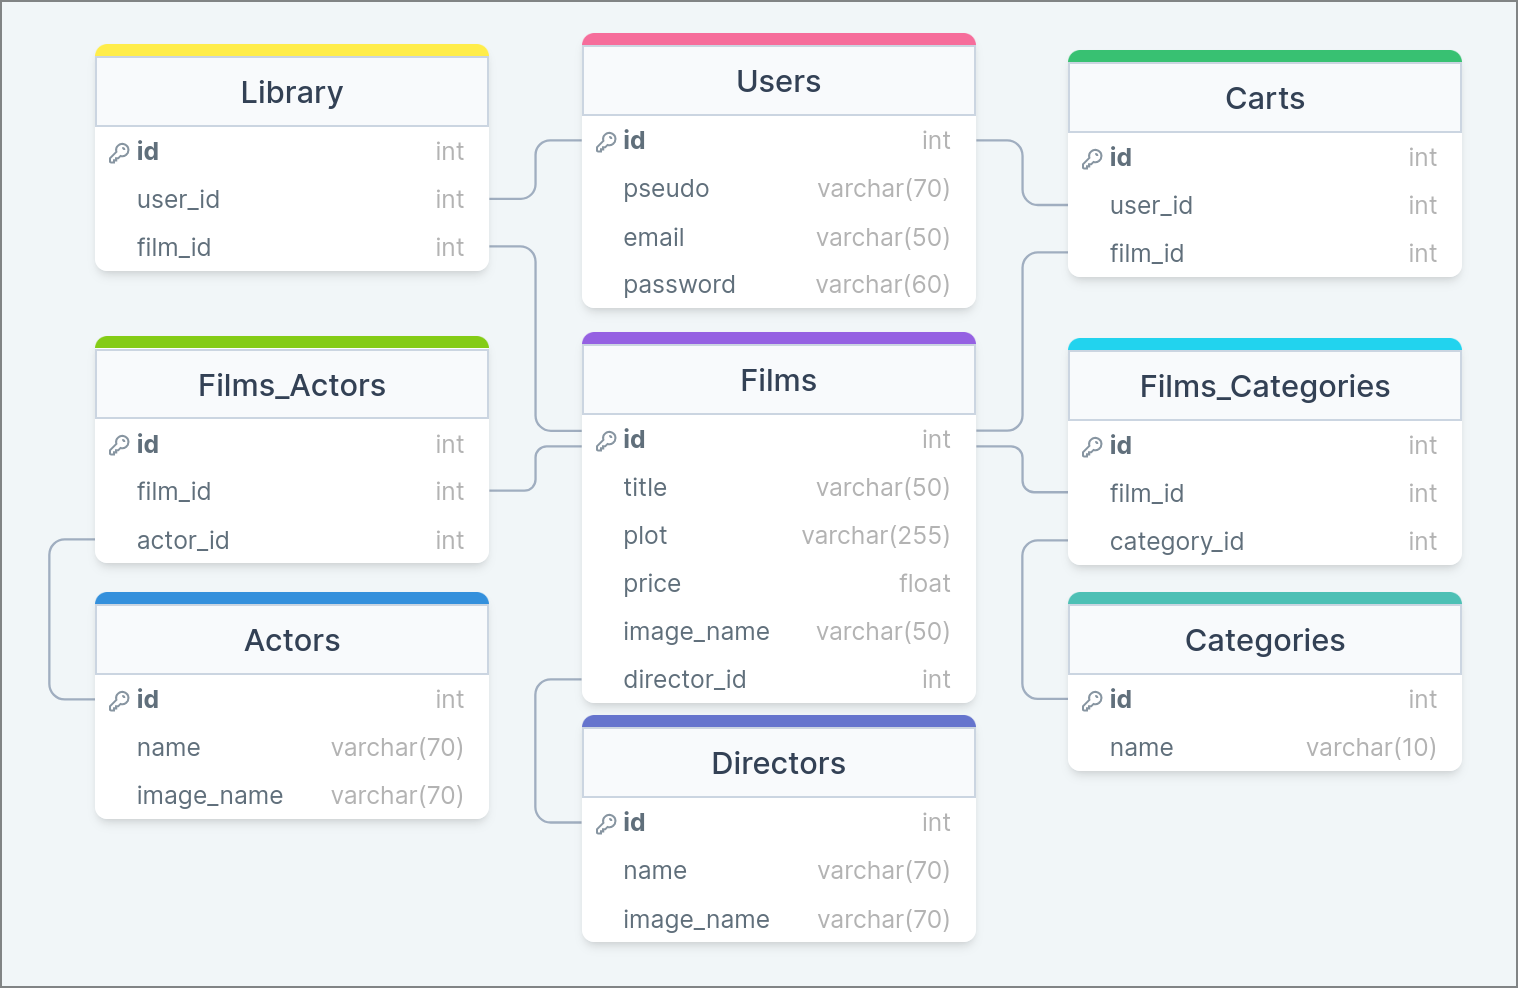 Library
id int
user_id int
film_id int
Users
id int
pseudo varchar(70)
email varchar(50)
password varchar(60)
Carts
id int
user_id int
film_id int
Films_Actors
id int
film_id int
actor_id int
Films
id int
title varchar(50)
plot varchar(255)
price float
image_name varchar(50)
director_id int
Films_Categories
id int
film_id int
category_id int
Actors
id int
name varchar(70)
image_name varchar(70)
Directors
id int
name varchar(70)
image_name varchar(70)
Categories
id int
name varchar(10)